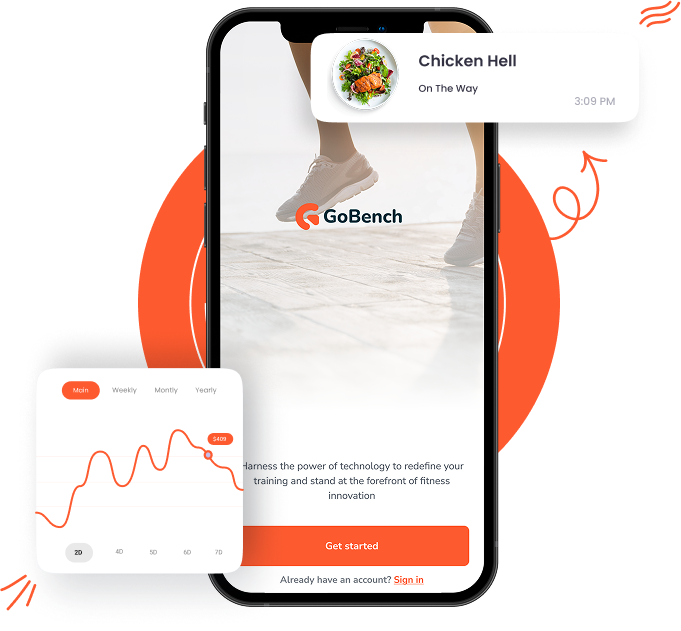 Chicken Hell
On The Way
3:09 PM
GoBench
Main Weekly Montly Yearly
$409
2D 4D 5D 6D 7D
Harness the power of technology to redefine your
training and stand at the forefront of fitness
innovation
Get started
Already have an account? Sign in